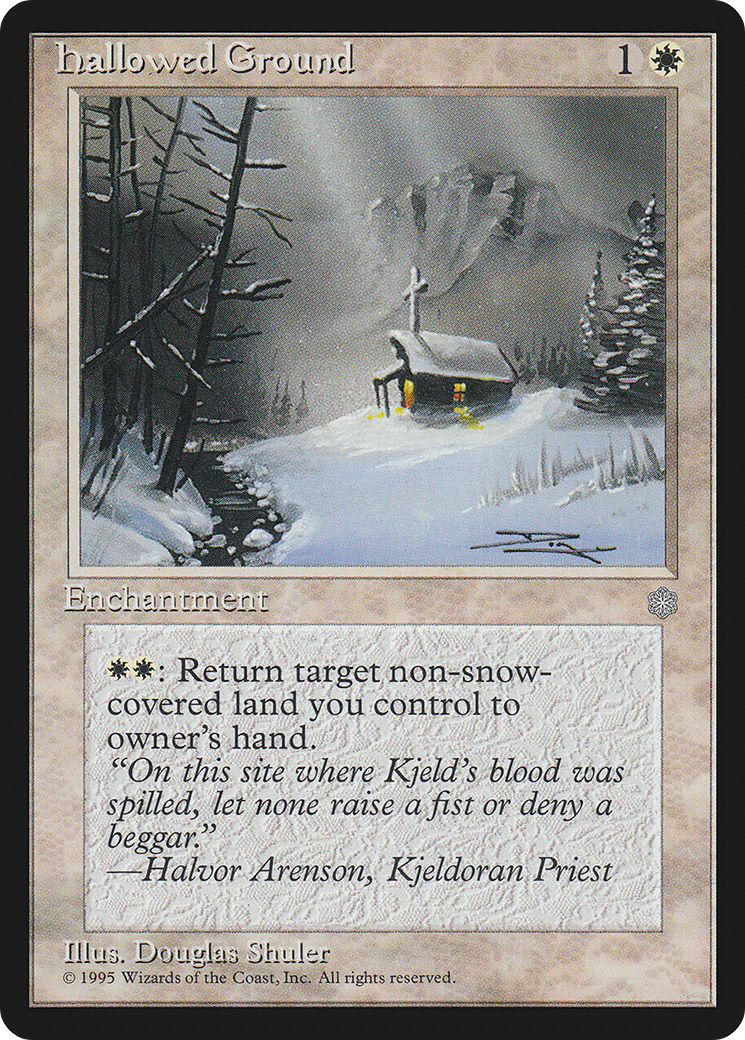 Hallowed Ground 1
Enchantment
: Return target non-snow-
covered land you control to
owner's hand.
"On this site where Kjeld's blood was
spilled, let none raise a fist or deny a
beggar."
—Halvor Arenson, Kjeldoran Priest
Illus. Douglas Shuler
© 1995 Wizards of the Coast, Inc. All rights reserved.